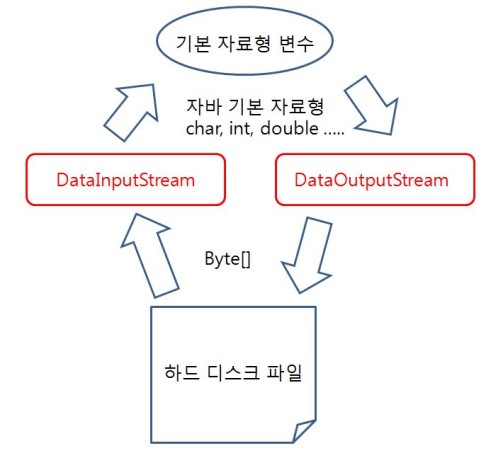 기본 자료형 변수
자바 기본 자료형
char, int, double .....
DataInputStream
DataOutputStream
Byte[]
하드 디스크 파일